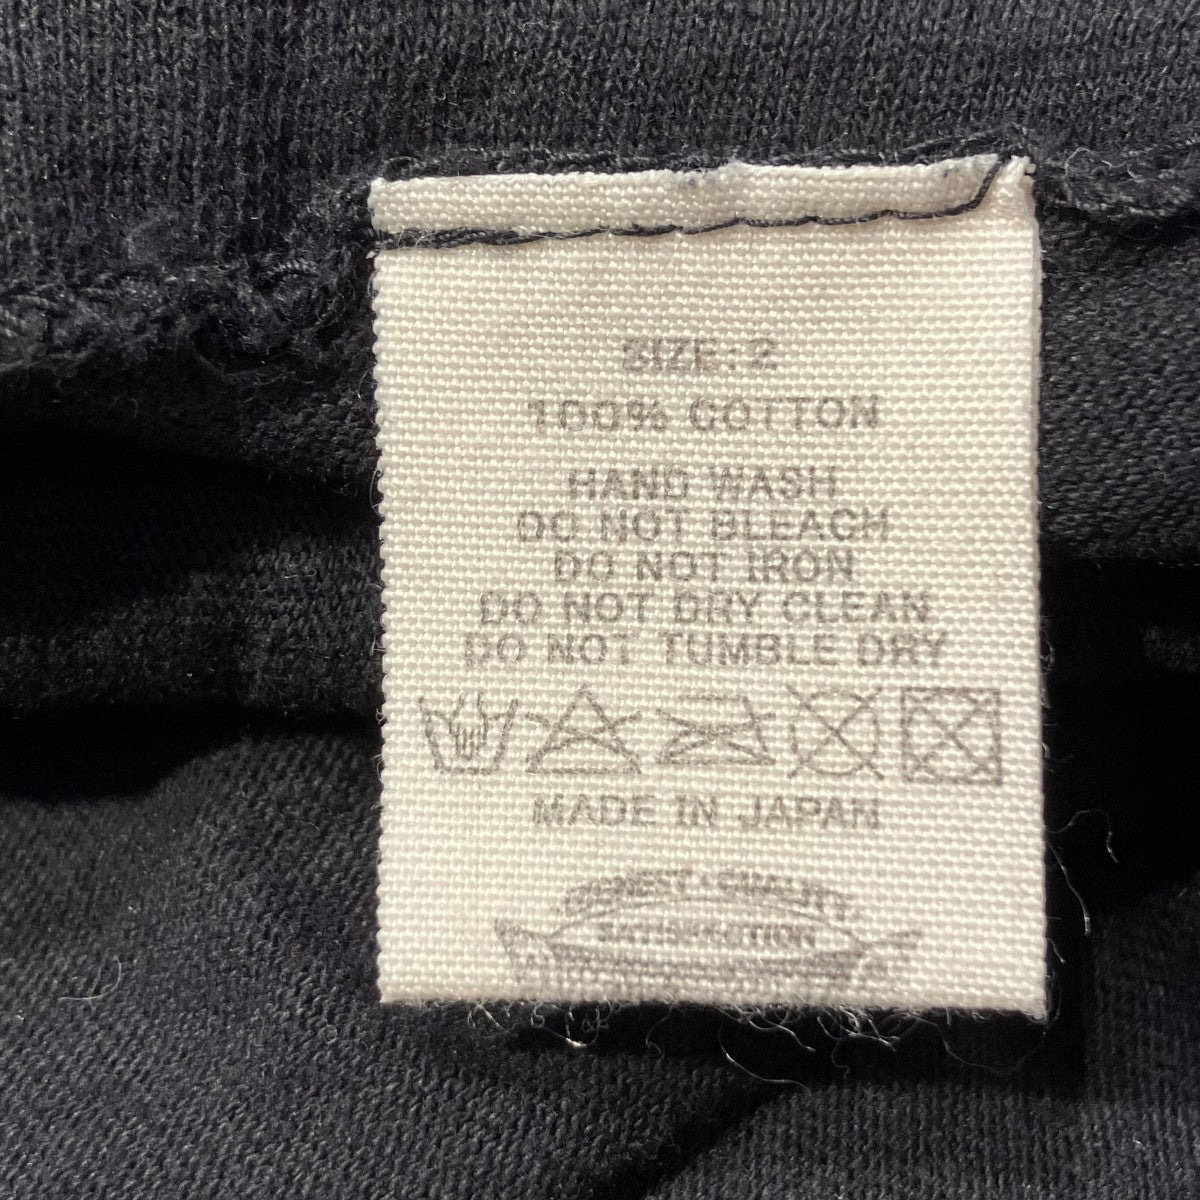 SIZE: 2
100% COTTON
HAND WASH
DO NOT BLEACH
DO NOT IRON
DO NOT DRY CLEAN
DO NOT TUMBLE DRY
MADE IN JAPAN
QUALITY